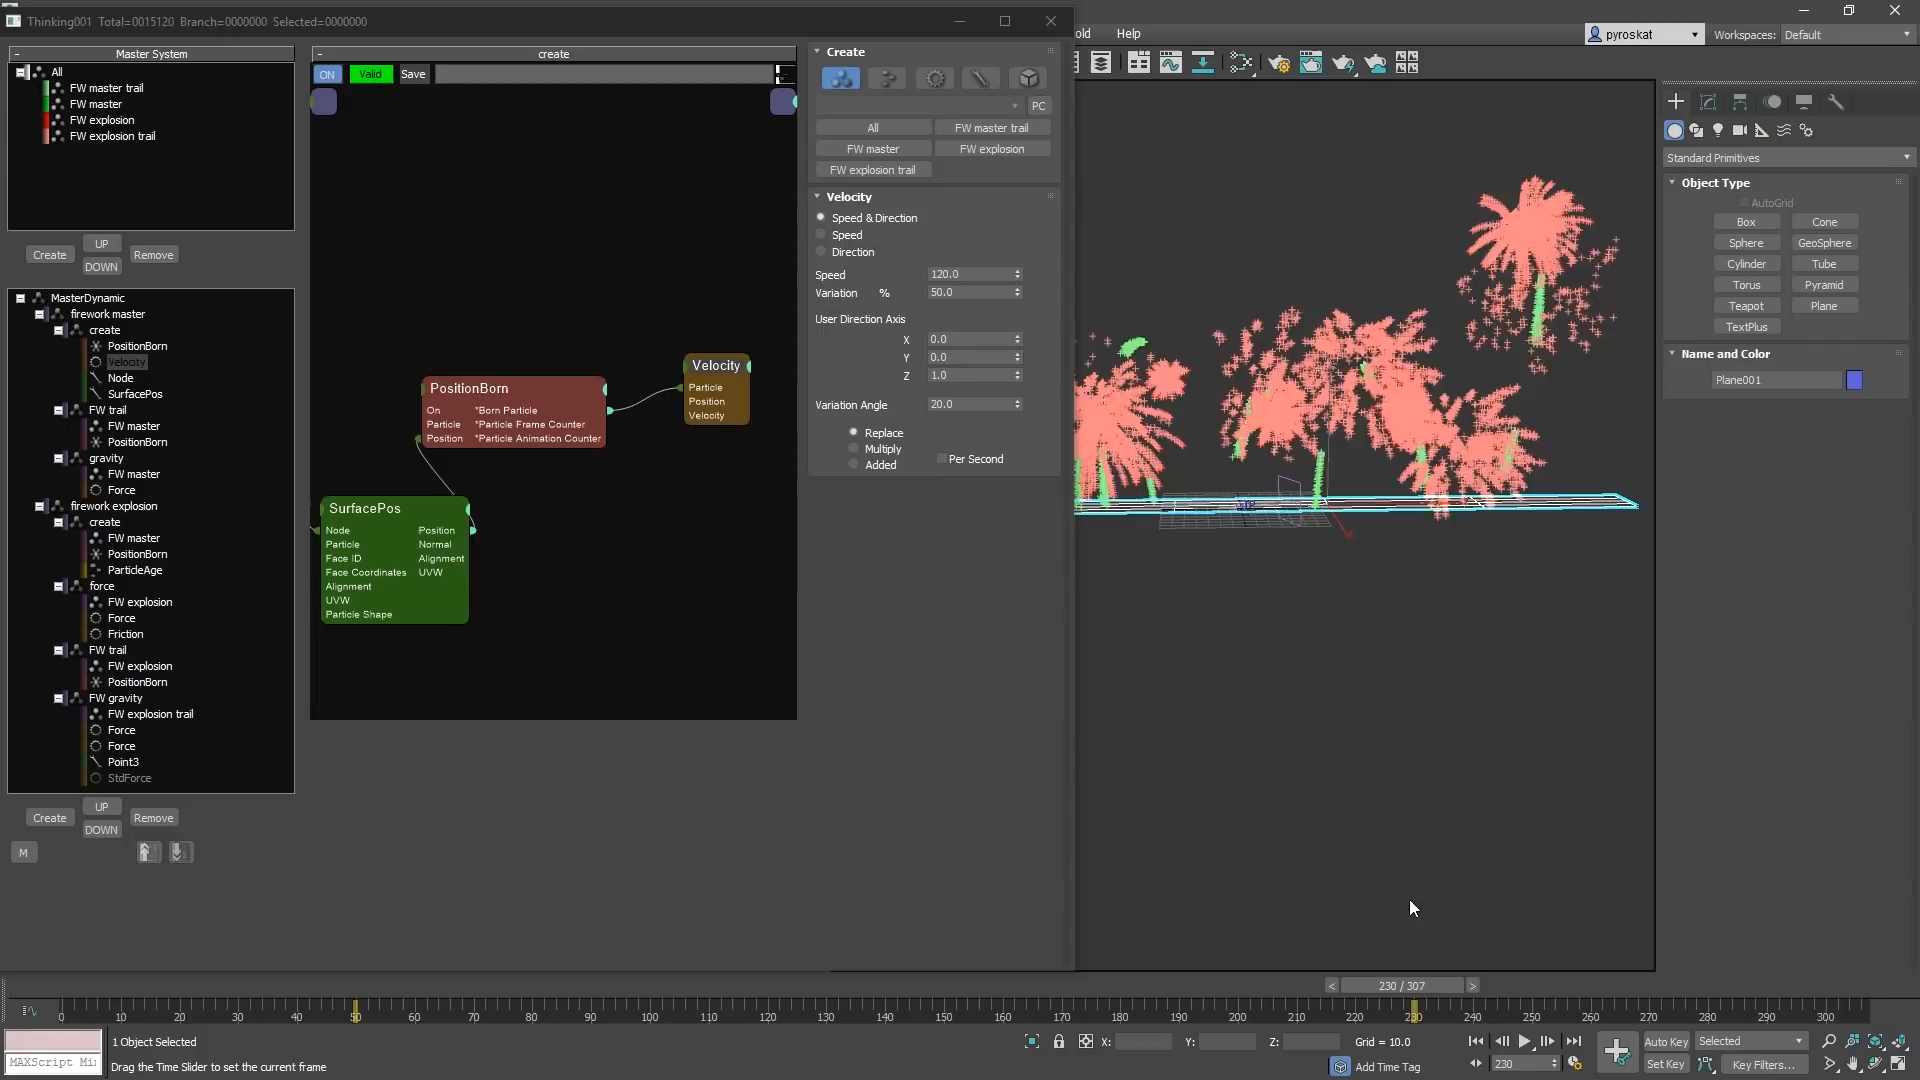 Thinking001 Total=0015120 Branch=0000000 Selected=0000000
old Help
pyroskat
Workspaces: Default
- Master System
All
FW master trail
FW master
FW explosion
FW explosion trail
Create UP DOWN Remove
MasterDynamic
firework master
create
PositionBorn
Velocity
Node
SurfacePos
FW trail
FW master
PositionBorn
gravity
FW master
Force
firework explosion
create
FW master
PositionBorn
ParticleAge
force
FW explosion
Force
Friction
FW trail
FW explosion
PositionBorn
FW gravity
FW explosion trail
Force
Force
Point3
StdForce
Create UP DOWN Remove
M
- create
ON Valid Save
PositionBorn
On *Born Particle
Particle *Particle Frame Counter
Position *Particle Animation Counter
Velocity
Particle
Position
Velocity
SurfacePos
Node Position
Particle Normal
Face ID Alignment
Face Coordinates UVW
Alignment
UVW
Particle Shape
Create
PC
All FW master trail
FW master FW explosion
FW explosion trail
Velocity
Speed & Direction
Speed
Direction
Speed 120.0
Variation % 50.0
User Direction Axis
X 0.0
Y 0.0
Z 1.0
Variation Angle 20.0
Replace
Multiply Per Second
Added
Standard Primitives
Object Type
AutoGrid
Box Cone
Sphere GeoSphere
Cylinder Tube
Torus Pyramid
Teapot Plane
TextPlus
Name and Color
Plane001
< 230 / 307 >
0 10 20 30 40 50 60 70 80 90 100 110 120 130 140 150 160 170 180 190 200 210 220 230 240 250 260 270 280 290 300
1 Object Selected
X: Y: Z: Grid = 10.0
Auto Key Selected
MAXScript Mi
Drag the Time Slider to set the current frame
Add Time Tag
230
Set Key Key Filters...